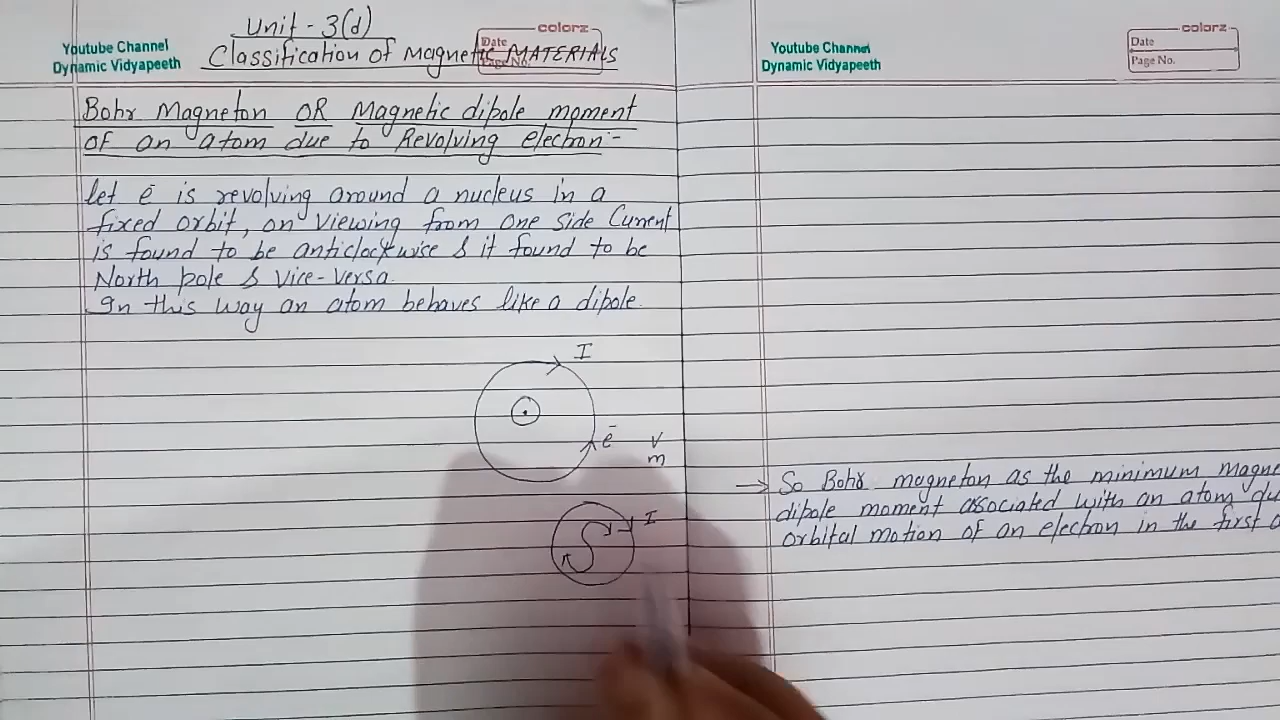 Unit - 3(d)
Classification of Magnetic MATERIALS
Youtube Channel
Dynamic Vidyapeeth
colorz
Date
Page No.
Bohr Magneton OR Magnetic dipole moment
of an atom due to Revolving electron:-
let ē is revolving around a nucleus in a
fixed orbit, on viewing from one side Current
is found to be anticlockwise & it found to be
North pole & vice-versa.
In this way an atom behaves like a dipole.
I
ē
v
m
S
I
Youtube Channel
Dynamic Vidyapeeth
colorz
Date
Page No.
→ So Bohr magneton as the minimum magne
dipole moment associated with an atom du
orbital motion of an electron in the first o